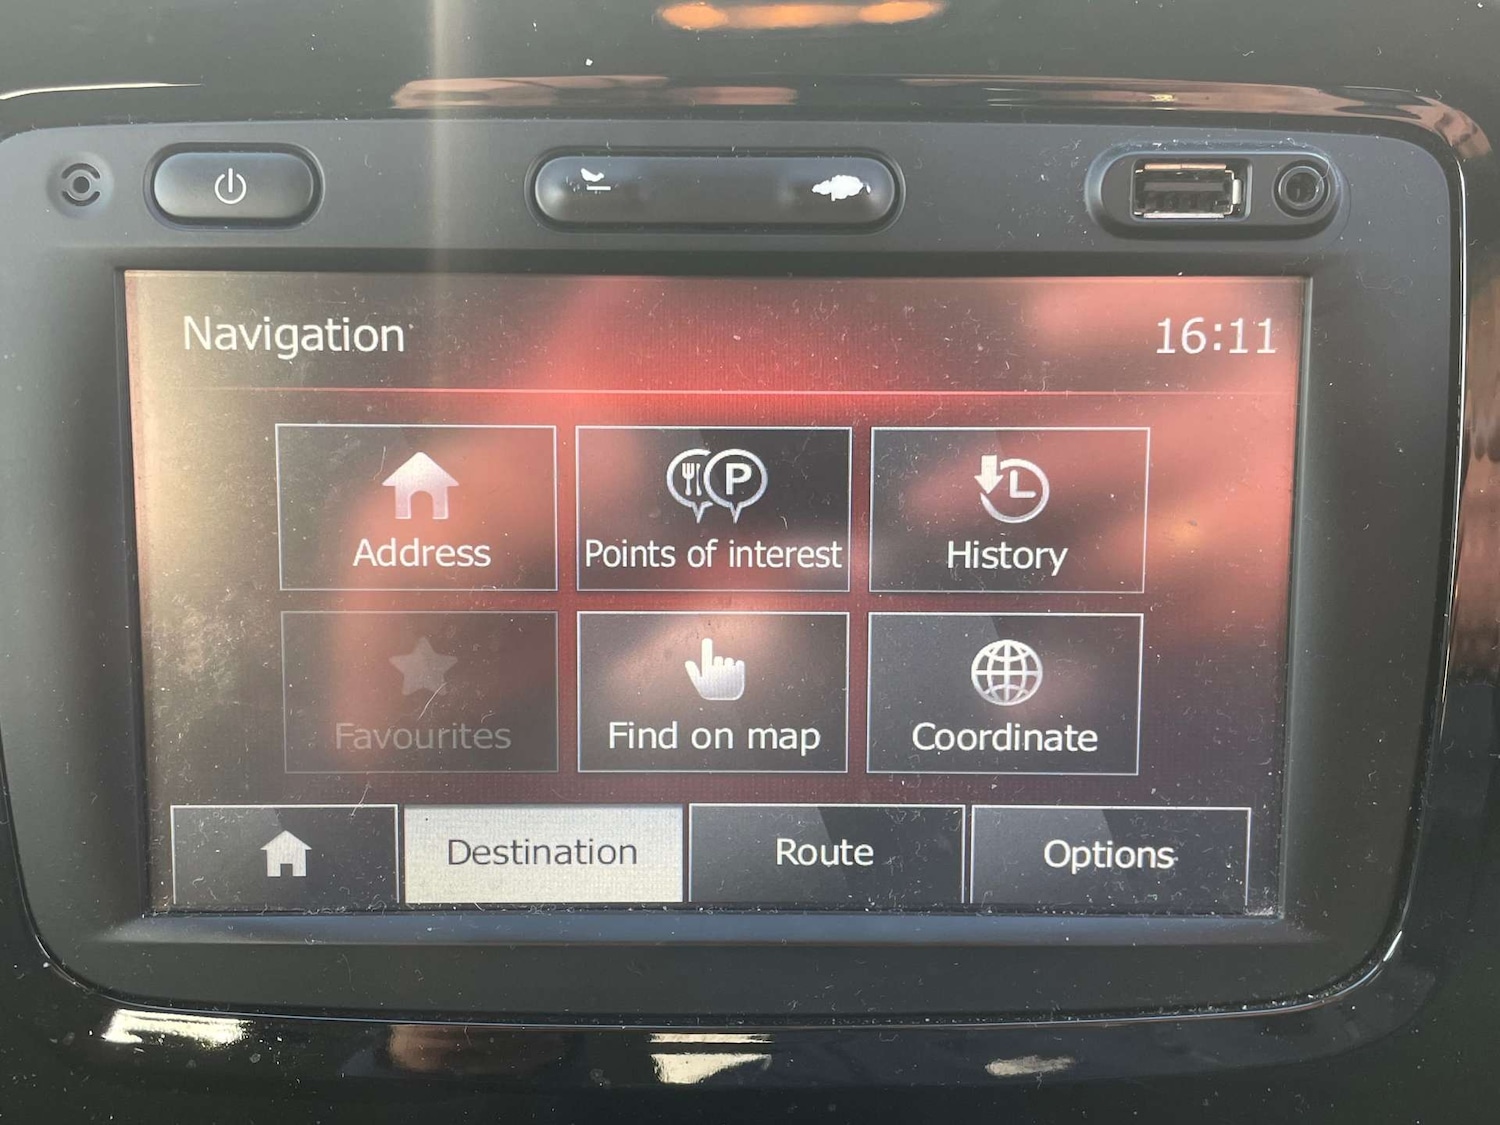 Navigation
16:11
Address
Points of interest
History
Favourites
Find on map
Coordinate
Destination
Route
Options